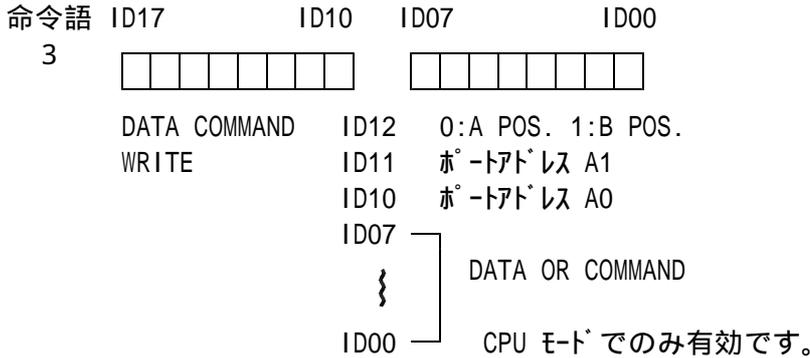 命令語 ID17 ID10 ID07 ID00
3
DATA COMMAND ID12 0:A POS. 1:B POS.
WRITE ID11 ﾎﾟｰﾄｱﾄﾞﾚｽ A1
ID10 ﾎﾟｰﾄｱﾄﾞﾚｽ A0
ID07
DATA OR COMMAND
ID00 CPU ﾓｰﾄﾞでのみ有効です。